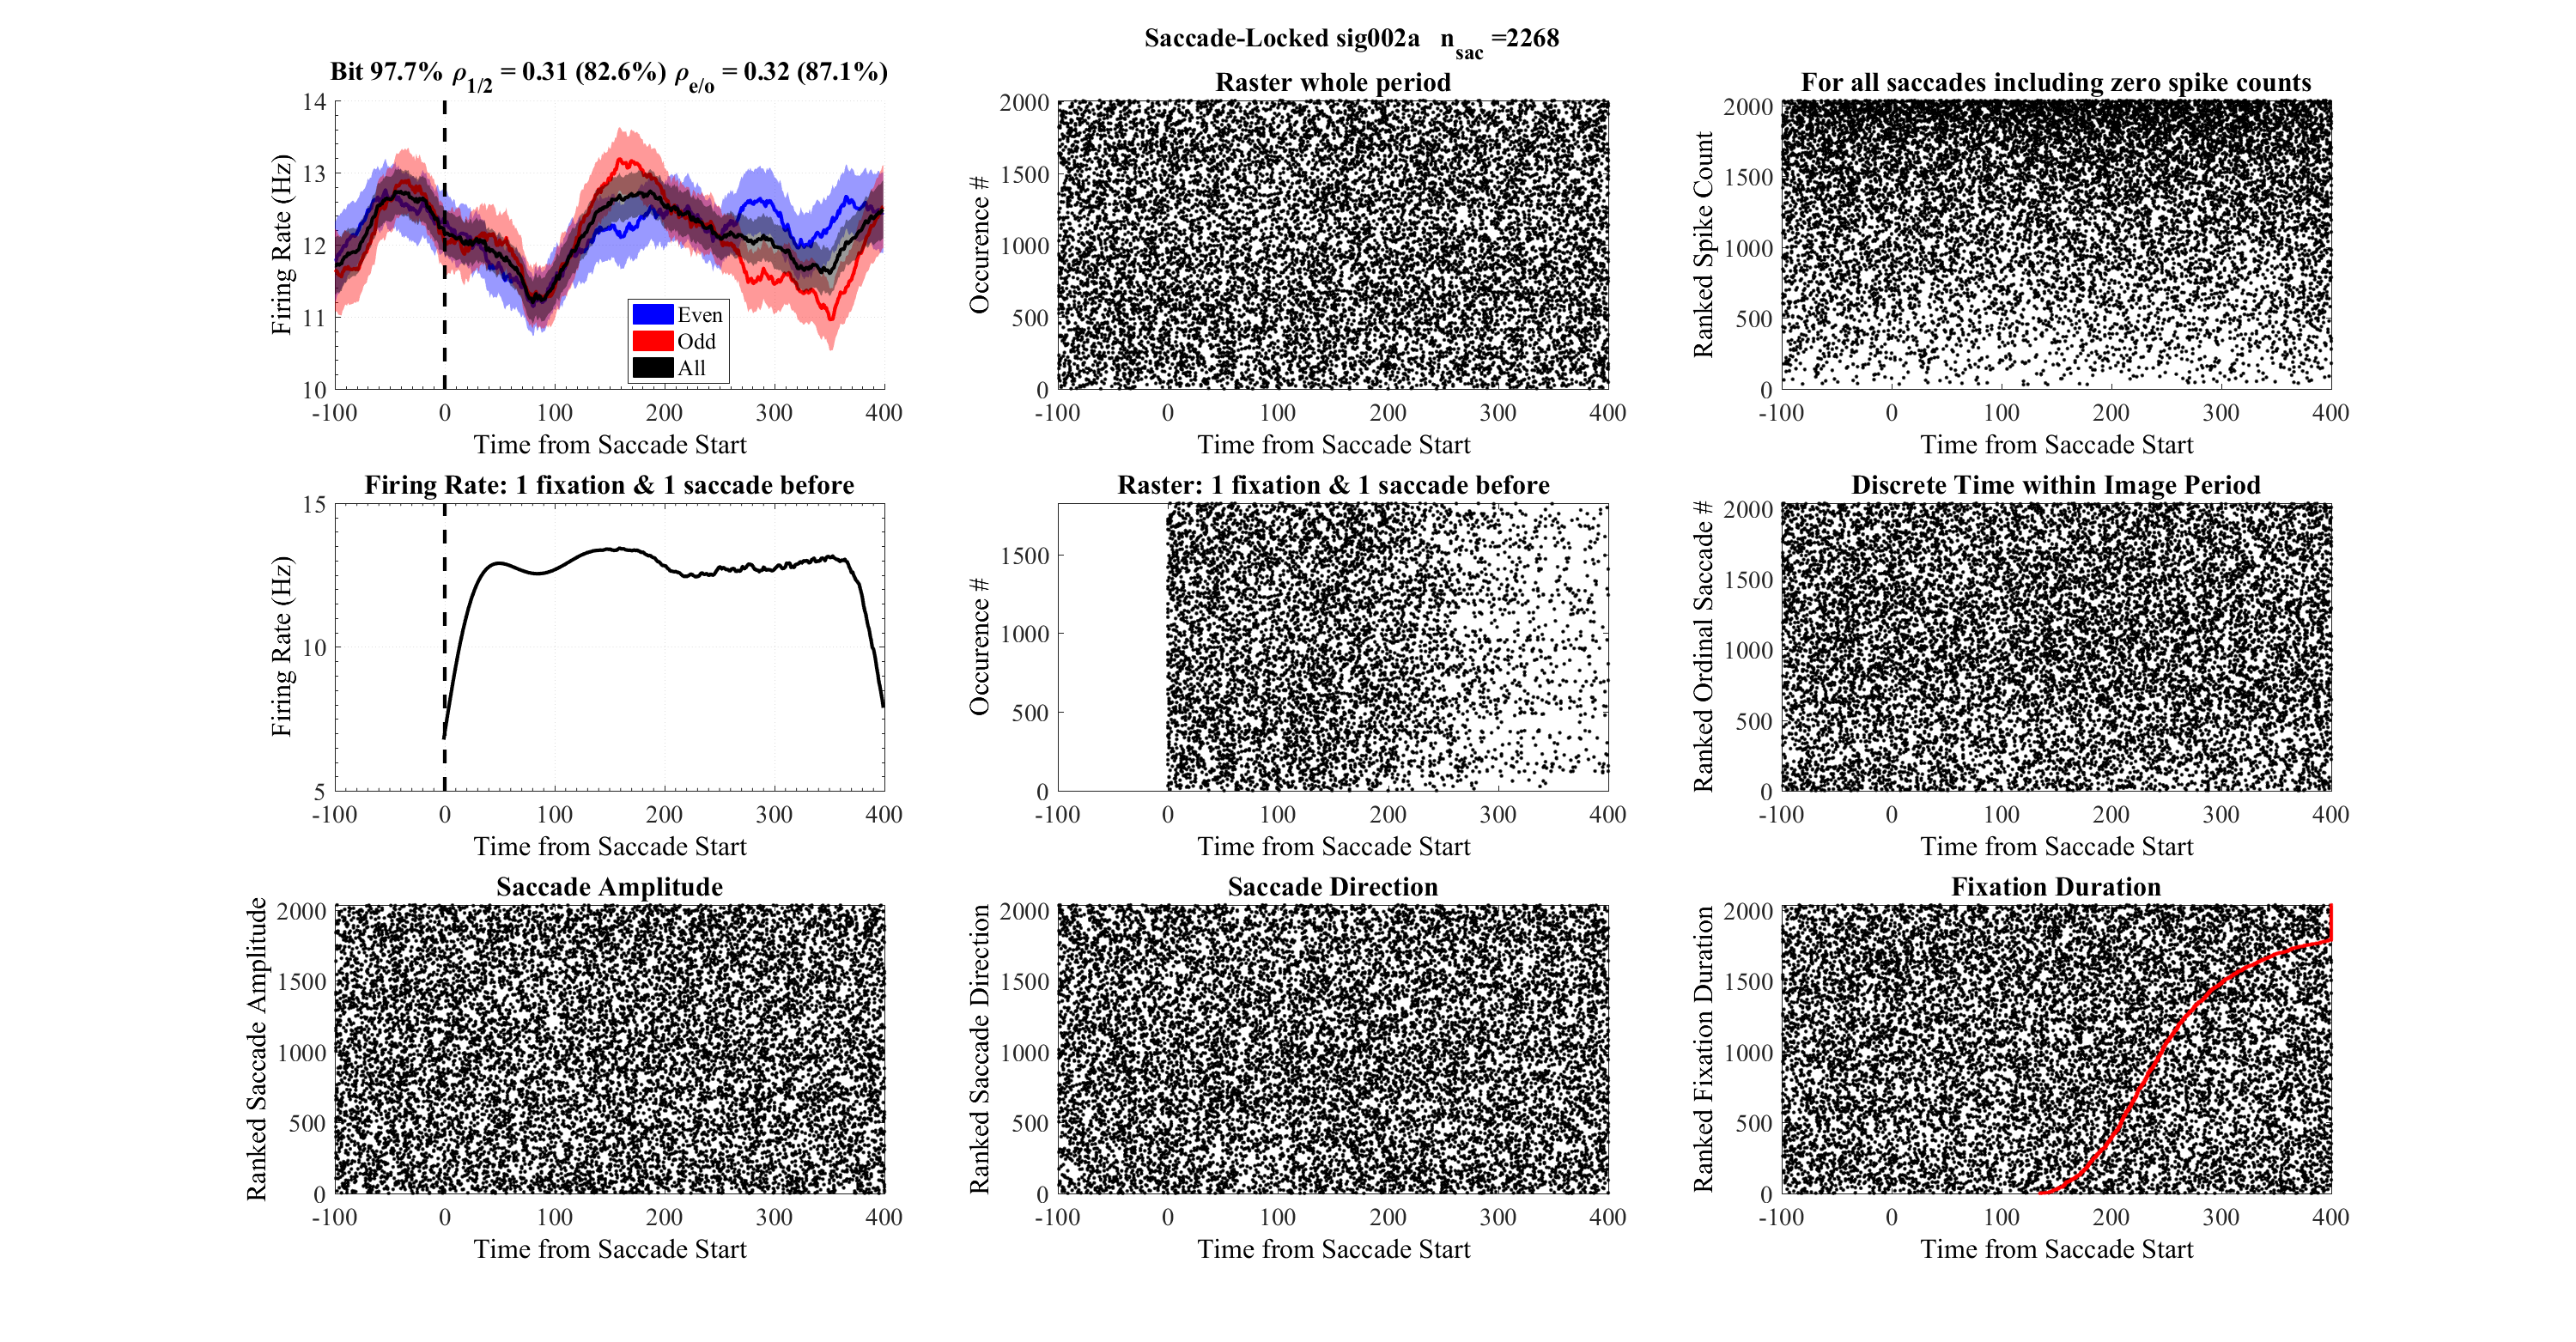 Saccade-Locked sig002a n_sac =2268
Bit 97.7% ρ_1/2 = 0.31 (82.6%) ρ_e/o = 0.32 (87.1%)
14
13
12
11
10
Firing Rate (Hz)
Even
Odd
All
-100 0 100 200 300 400
Time from Saccade Start
Raster whole period
2000
1500
1000
500
0
Occurence #
-100 0 100 200 300 400
Time from Saccade Start
For all saccades including zero spike counts
2000
1500
1000
500
0
Ranked Spike Count
-100 0 100 200 300 400
Time from Saccade Start
Firing Rate: 1 fixation & 1 saccade before
15
10
5
Firing Rate (Hz)
-100 0 100 200 300 400
Time from Saccade Start
Raster: 1 fixation & 1 saccade before
1500
1000
500
0
Occurence #
-100 0 100 200 300 400
Time from Saccade Start
Discrete Time within Image Period
2000
1500
1000
500
0
Ranked Ordinal Saccade #
-100 0 100 200 300 400
Time from Saccade Start
Saccade Amplitude
2000
1500
1000
500
0
Ranked Saccade Amplitude
-100 0 100 200 300 400
Time from Saccade Start
Saccade Direction
2000
1500
1000
500
0
Ranked Saccade Direction
-100 0 100 200 300 400
Time from Saccade Start
Fixation Duration
2000
1500
1000
500
0
Ranked Fixation Duration
-100 0 100 200 300 400
Time from Saccade Start